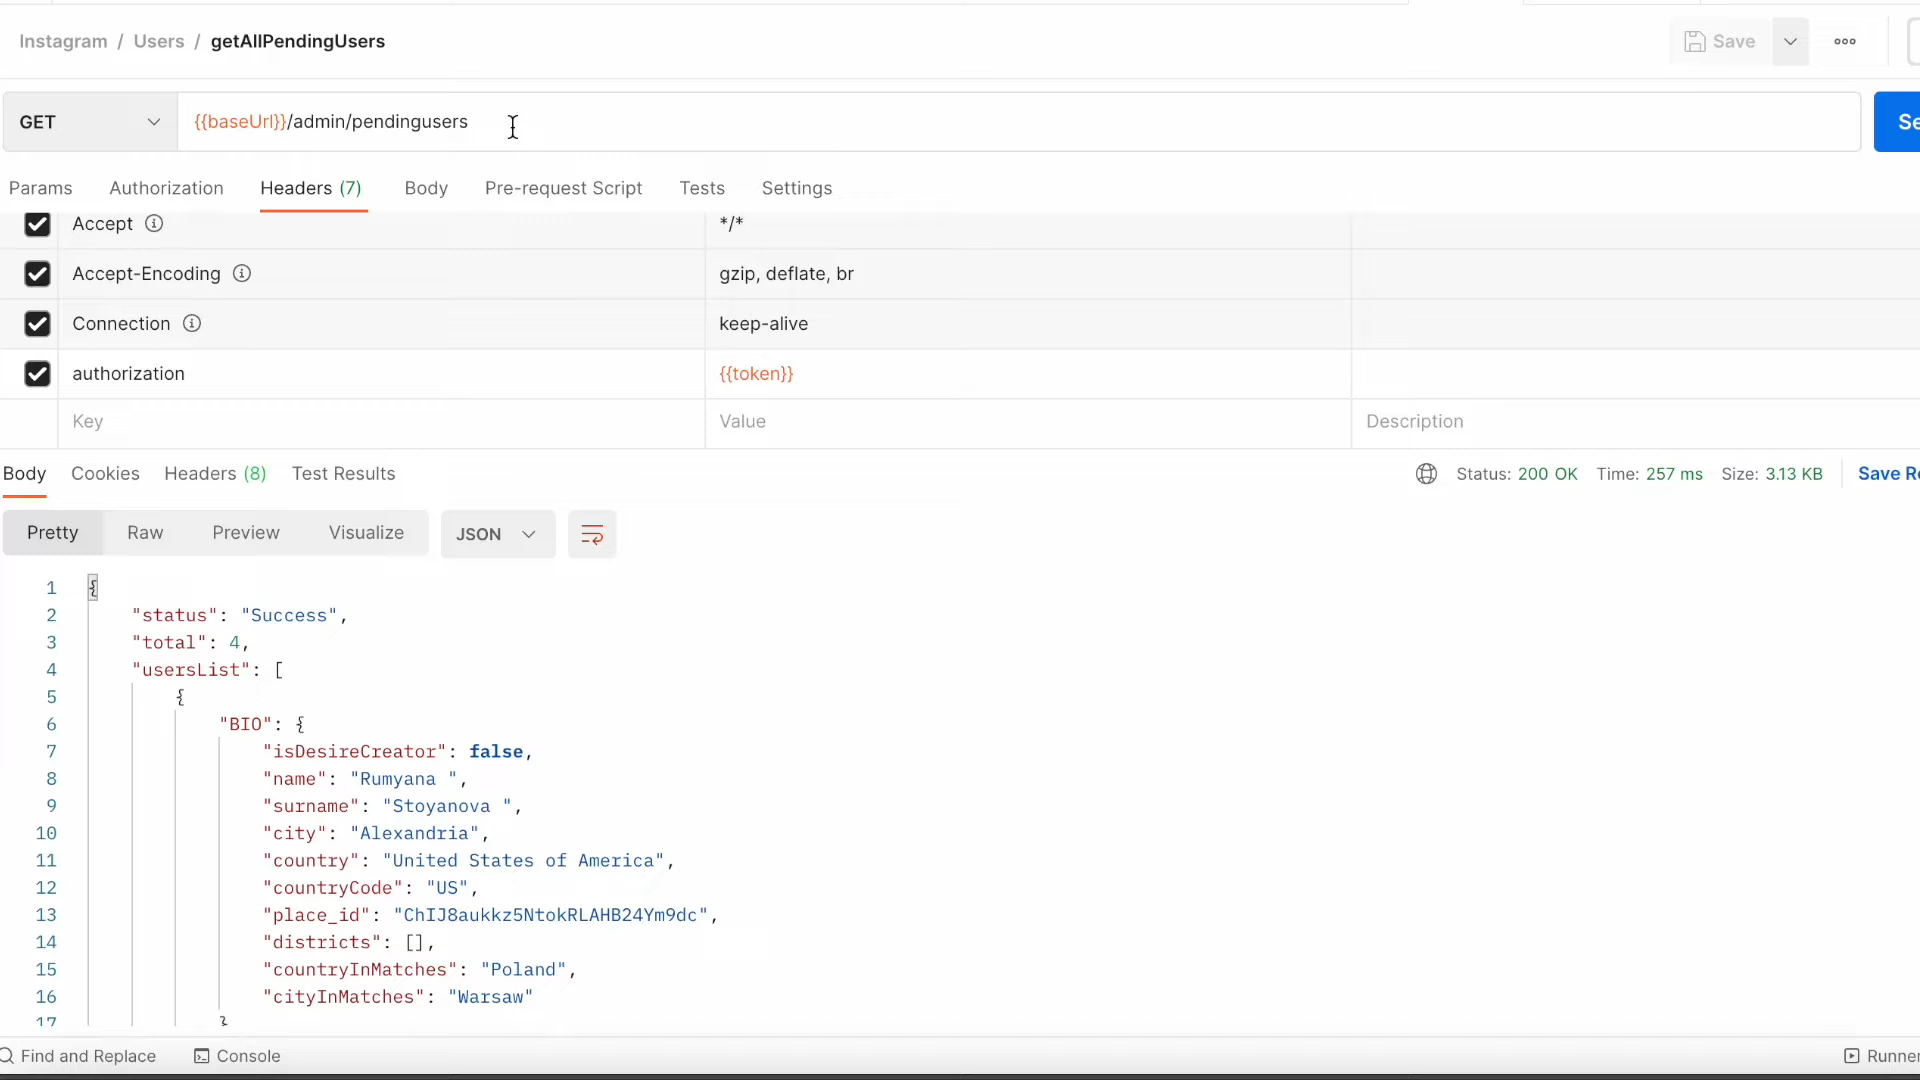 Instagram / Users / getAllPendingUsers
Save
GET
{{baseUrl}}/admin/pendingusers
Params Authorization Headers (7) Body Pre-request Script Tests Settings
Accept */*
Accept-Encoding gzip, deflate, br
Connection keep-alive
authorization {{token}}
Key Value Description
Body Cookies Headers (8) Test Results Status: 200 OK Time: 257 ms Size: 3.13 KB Save
Pretty Raw Preview Visualize JSON
1 {
2 "status": "Success",
3 "total": 4,
4 "usersList": [
5 {
6 "BIO": {
7 "isDesireCreator": false,
8 "name": "Rumyana ",
9 "surname": "Stoyanova ",
10 "city": "Alexandria",
11 "country": "United States of America",
12 "countryCode": "US",
13 "place_id": "ChIJ8aukkz5NtokRLAHB24Ym9dc",
14 "districts": [],
15 "countryInMatches": "Poland",
16 "cityInMatches": "Warsaw"
17 }
Find and Replace Console Runner